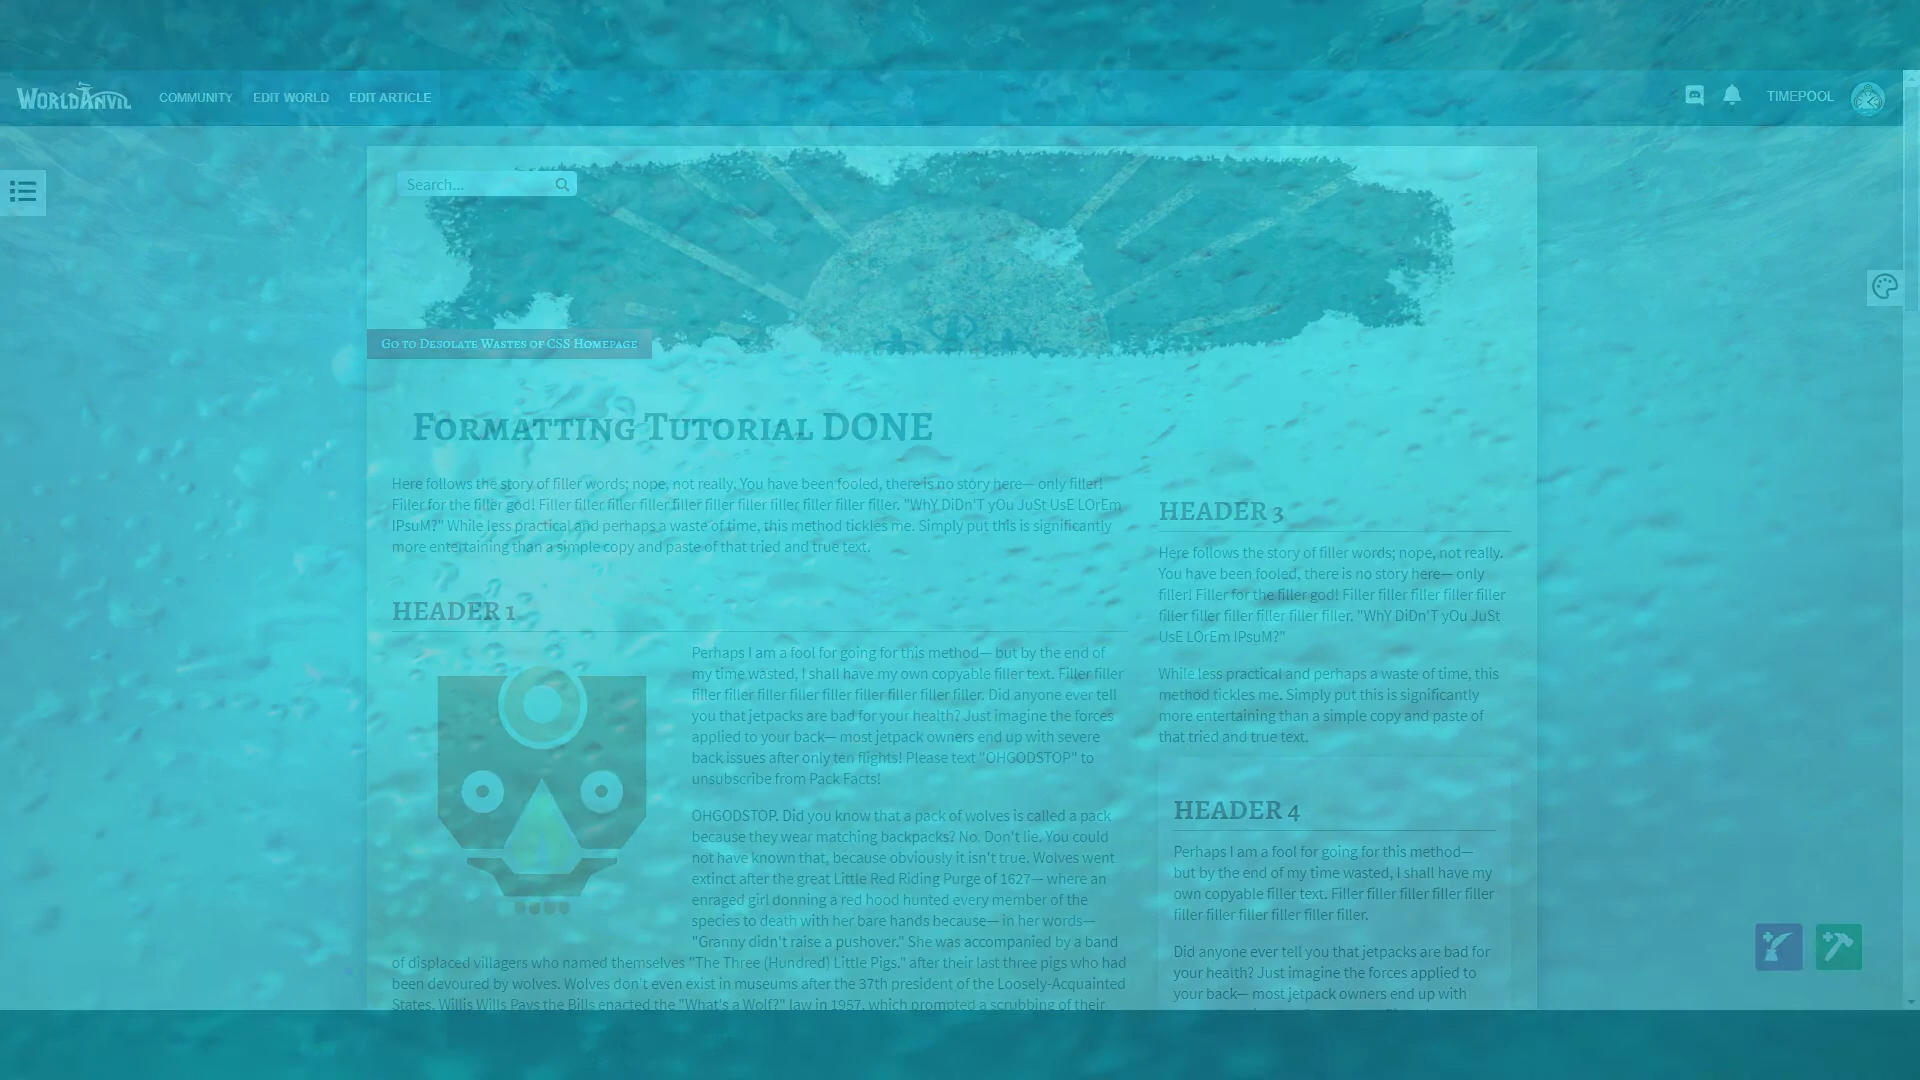 WORLDANVIL
COMMUNITY
EDIT WORLD
EDIT ARTICLE
TIMEPOOL
Search...
Go to Desolate Wastes of CSS Homepage
Formatting Tutorial DONE
Here follows the story of filler words; nope, not really. You have been fooled, there is no story here— only filler!
Filler for the filler god! Filler filler filler filler filler filler filler filler filler filler filler filler. "WhY DiDn'T yOu JuSt UsE LOrEm
IPsuM?" While less practical and perhaps a waste of time, this method tickles me. Simply put this is significantly
more entertaining than a simple copy and paste of that tried and true text.
HEADER 1
Perhaps I am a fool for going for this method— but by the end of
my time wasted, I shall have my own copyable filler text. Filler filler
filler filler filler filler filler filler filler filler filler. Did anyone ever tell
you that jetpacks are bad for your health? Just imagine the forces
applied to your back— most jetpack owners end up with severe
back issues after only ten flights! Please text "OHGODSTOP" to
unsubscribe from Pack Facts!
OHGODSTOP. Did you know that a pack of wolves is called a pack
because they wear matching backpacks? No. Don't lie. You could
not have known that, because obviously it isn't true. Wolves went
extinct after the great Little Red Riding Purge of 1627— where an
enraged girl donning a red hood hunted every member of the
species to death with her bare hands because— in her words—
"Granny didn't raise a pushover." She was accompanied by a band
of displaced villagers who named themselves "The Three (Hundred) Little Pigs." after their last three pigs who had
been devoured by wolves. Wolves don't even exist in museums after the 37th president of the Loosely-Acquainted
States, Willis Wills Pays the Bills enacted the "What's a Wolf?" law in 1957, which prompted a scrubbing of their
HEADER 3
Here follows the story of filler words; nope, not really.
You have been fooled, there is no story here— only
filler! Filler for the filler god! Filler filler filler filler filler
filler filler filler filler filler filler. "WhY DiDn'T yOu JuSt
UsE LOrEm IPsuM?"
While less practical and perhaps a waste of time, this
method tickles me. Simply put this is significantly
more entertaining than a simple copy and paste of
that tried and true text.
HEADER 4
Perhaps I am a fool for going for this method—
but by the end of my time wasted, I shall have my
own copyable filler text. Filler filler filler filler filler
filler filler filler filler filler filler.
Did anyone ever tell you that jetpacks are bad for
your health? Just imagine the forces applied to
your back— most jetpack owners end up with